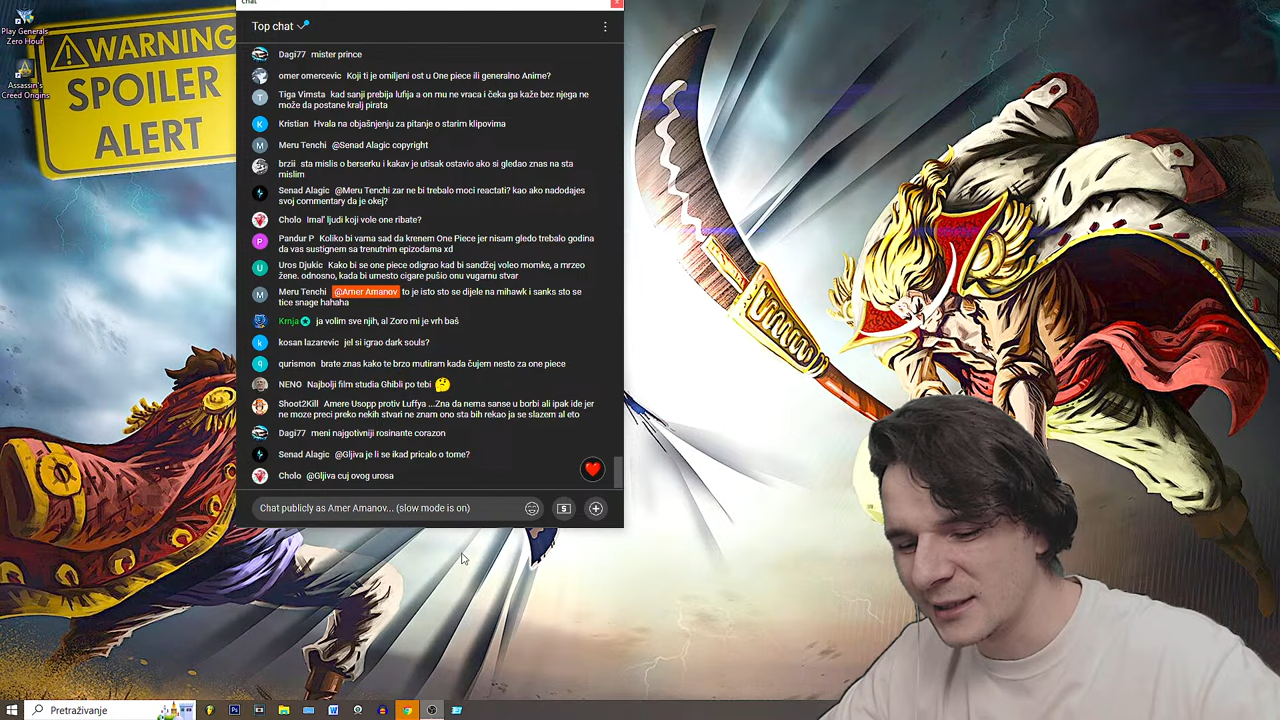 Play Generals
Zero Hour
Assassin's
Creed Origins
WARNING
SPOILER
ALERT
Chat
Top chat
Dagi77 mister prince
omer omercevic Koji ti je omiljeni ost u One piece ili generalno Anime?
Tiga Vimsta kad sanji prebija lufija a on mu ne vraca i čeka ga kaže bez njega ne
može da postane kralj pirata
Kristian Hvala na objašnjenju za pitanje o starim klipovima
Meru Tenchi @Senad Alagic copyright
brzii sta mislis o berserku i kakav je utisak ostavio ako si gledao znas na sta
mislim
Senad Alagic @Meru Tenchi zar ne bi trebalo moci reactati? kao ako nadodajes
svoj commentary da je okej?
Cholo Imal' ljudi koji vole one ribate?
Pandur P Koliko bi vama sad da krenem One Piece jer nisam gledo trebalo godina
da vas sustignem sa trenutnim epizodama xd
Uros Djukic Kako bi se one piece odigrao kad bi sandžej voleo momke, a mrzeo
žene. odnosno, kada bi umesto cigare pušio onu vugarnu stvar
Meru Tenchi @Amer Amanov to je isto sto se dijele na mihawk i sanks sto se
tice snage hahaha
Krnja ja volim sve njih, al Zoro mi je vrh baš
kosan lazarevic jel si igrao dark souls?
qurismon brate znas kako te brzo mutiram kada čujem nesto za one piece
NENO Najbolji film studia Ghibli po tebi
Shoot2Kill Amere Usopp protiv Luffya ...Zna da nema sanse u borbi ali ipak ide jer
ne moze preci preko nekih stvari ne znam ono sta bih rekao ja se slazem al eto
Dagi77 meni najgotivniji rosinante corazon
Senad Alagic @Gljiva je li se ikad pricalo o tome?
Cholo @Gljiva cuj ovog urosa
Chat publicly as Amer Amanov... (slow mode is on)
Pretraživanje